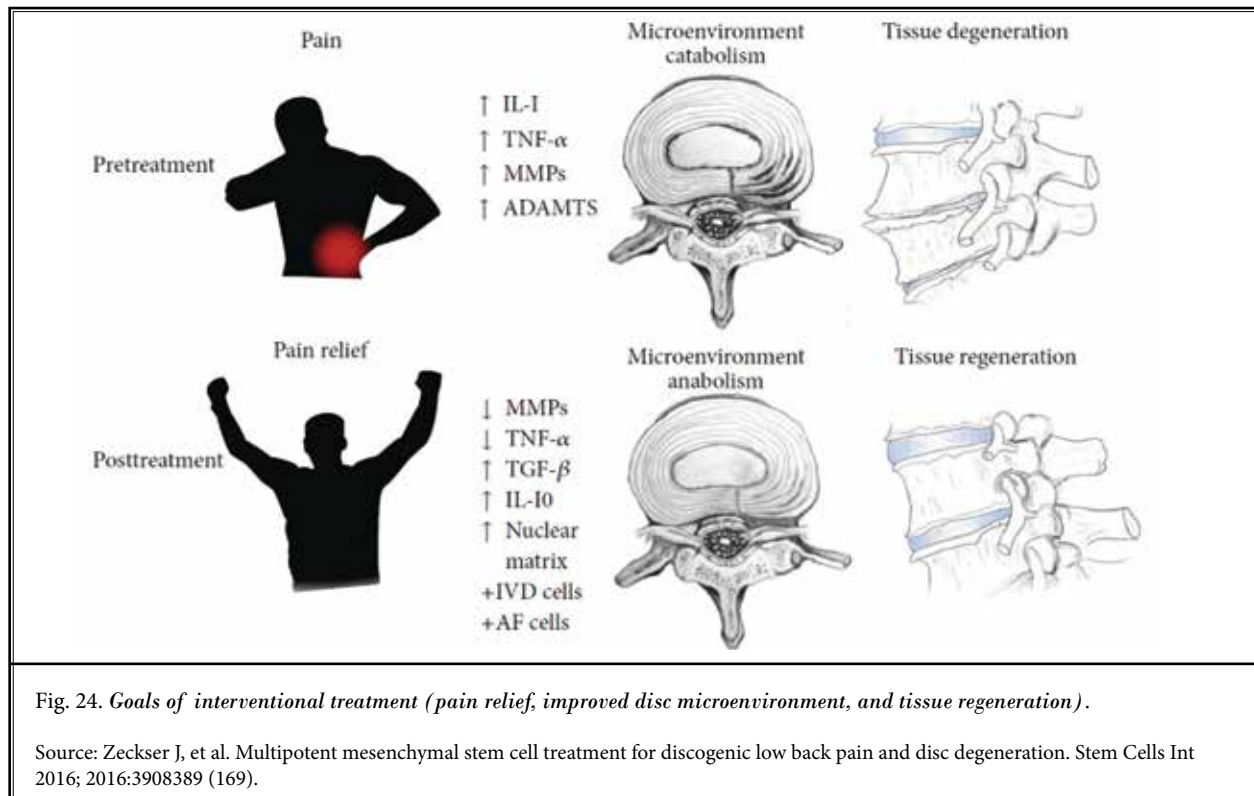 Pain
Microenvironment
catabolism
Tissue degeneration
Pretreatment
↑ IL-I
↑ TNF-α
↑ MMPs
↑ ADAMTS
Pain relief
Microenvironment
anabolism
Tissue regeneration
Posttreatment
↓ MMPs
↓ TNF-α
↑ TGF-β
↑ IL-I0
↑ Nuclear
matrix
+IVD cells
+AF cells
Fig. 24. Goals of interventional treatment (pain relief, improved disc microenvironment, and tissue regeneration).
Source: Zeckser J, et al. Multipotent mesenchymal stem cell treatment for discogenic low back pain and disc degeneration. Stem Cells Int
2016; 2016:3908389 (169).